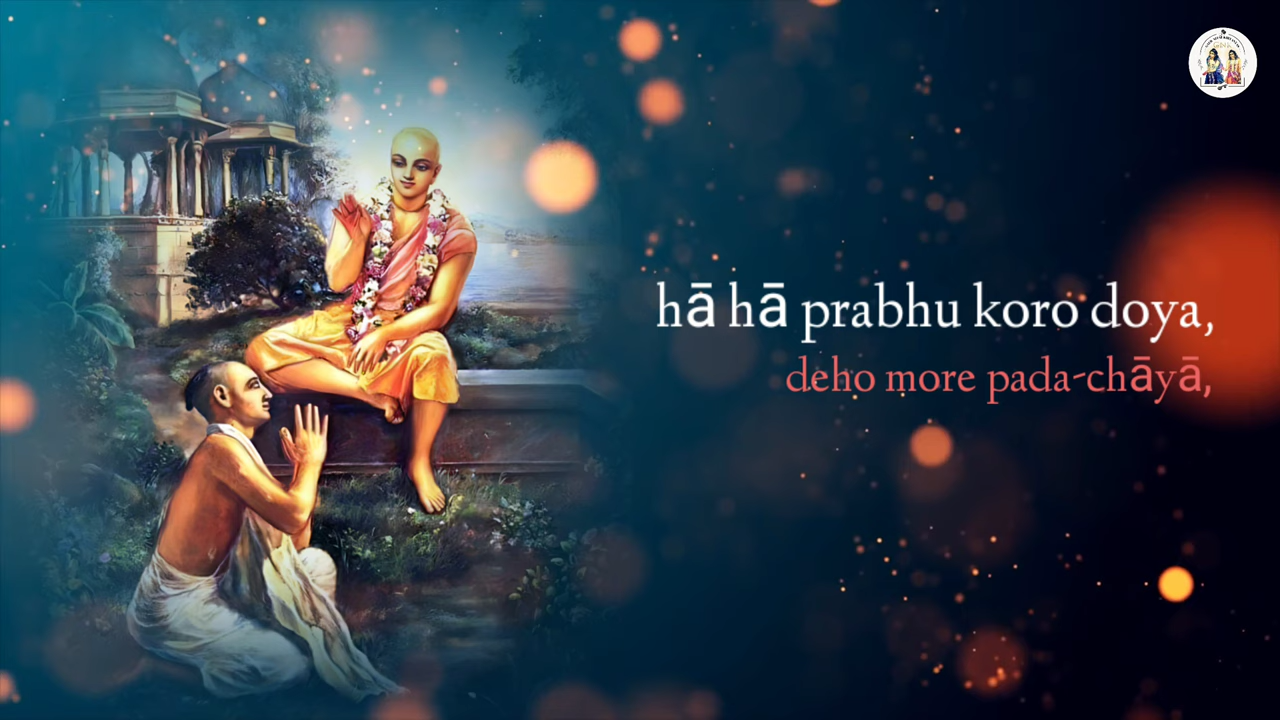 hā hā prabhu koro doya,
deho more pada-chāyā,